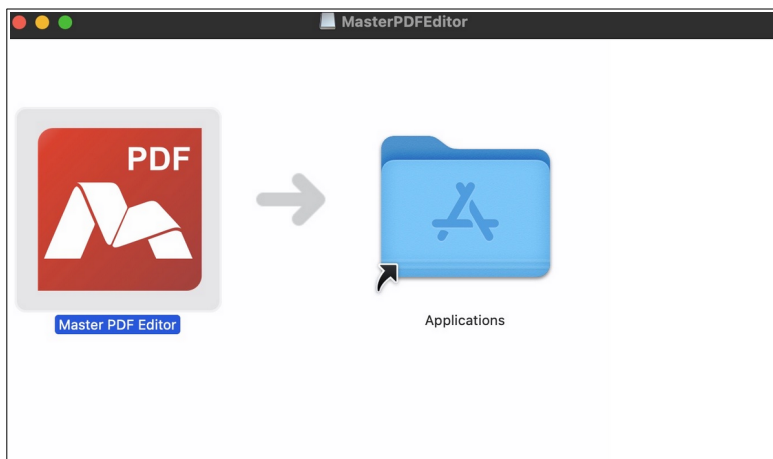 MasterPDFEditor
PDF
Master PDF Editor
Applications